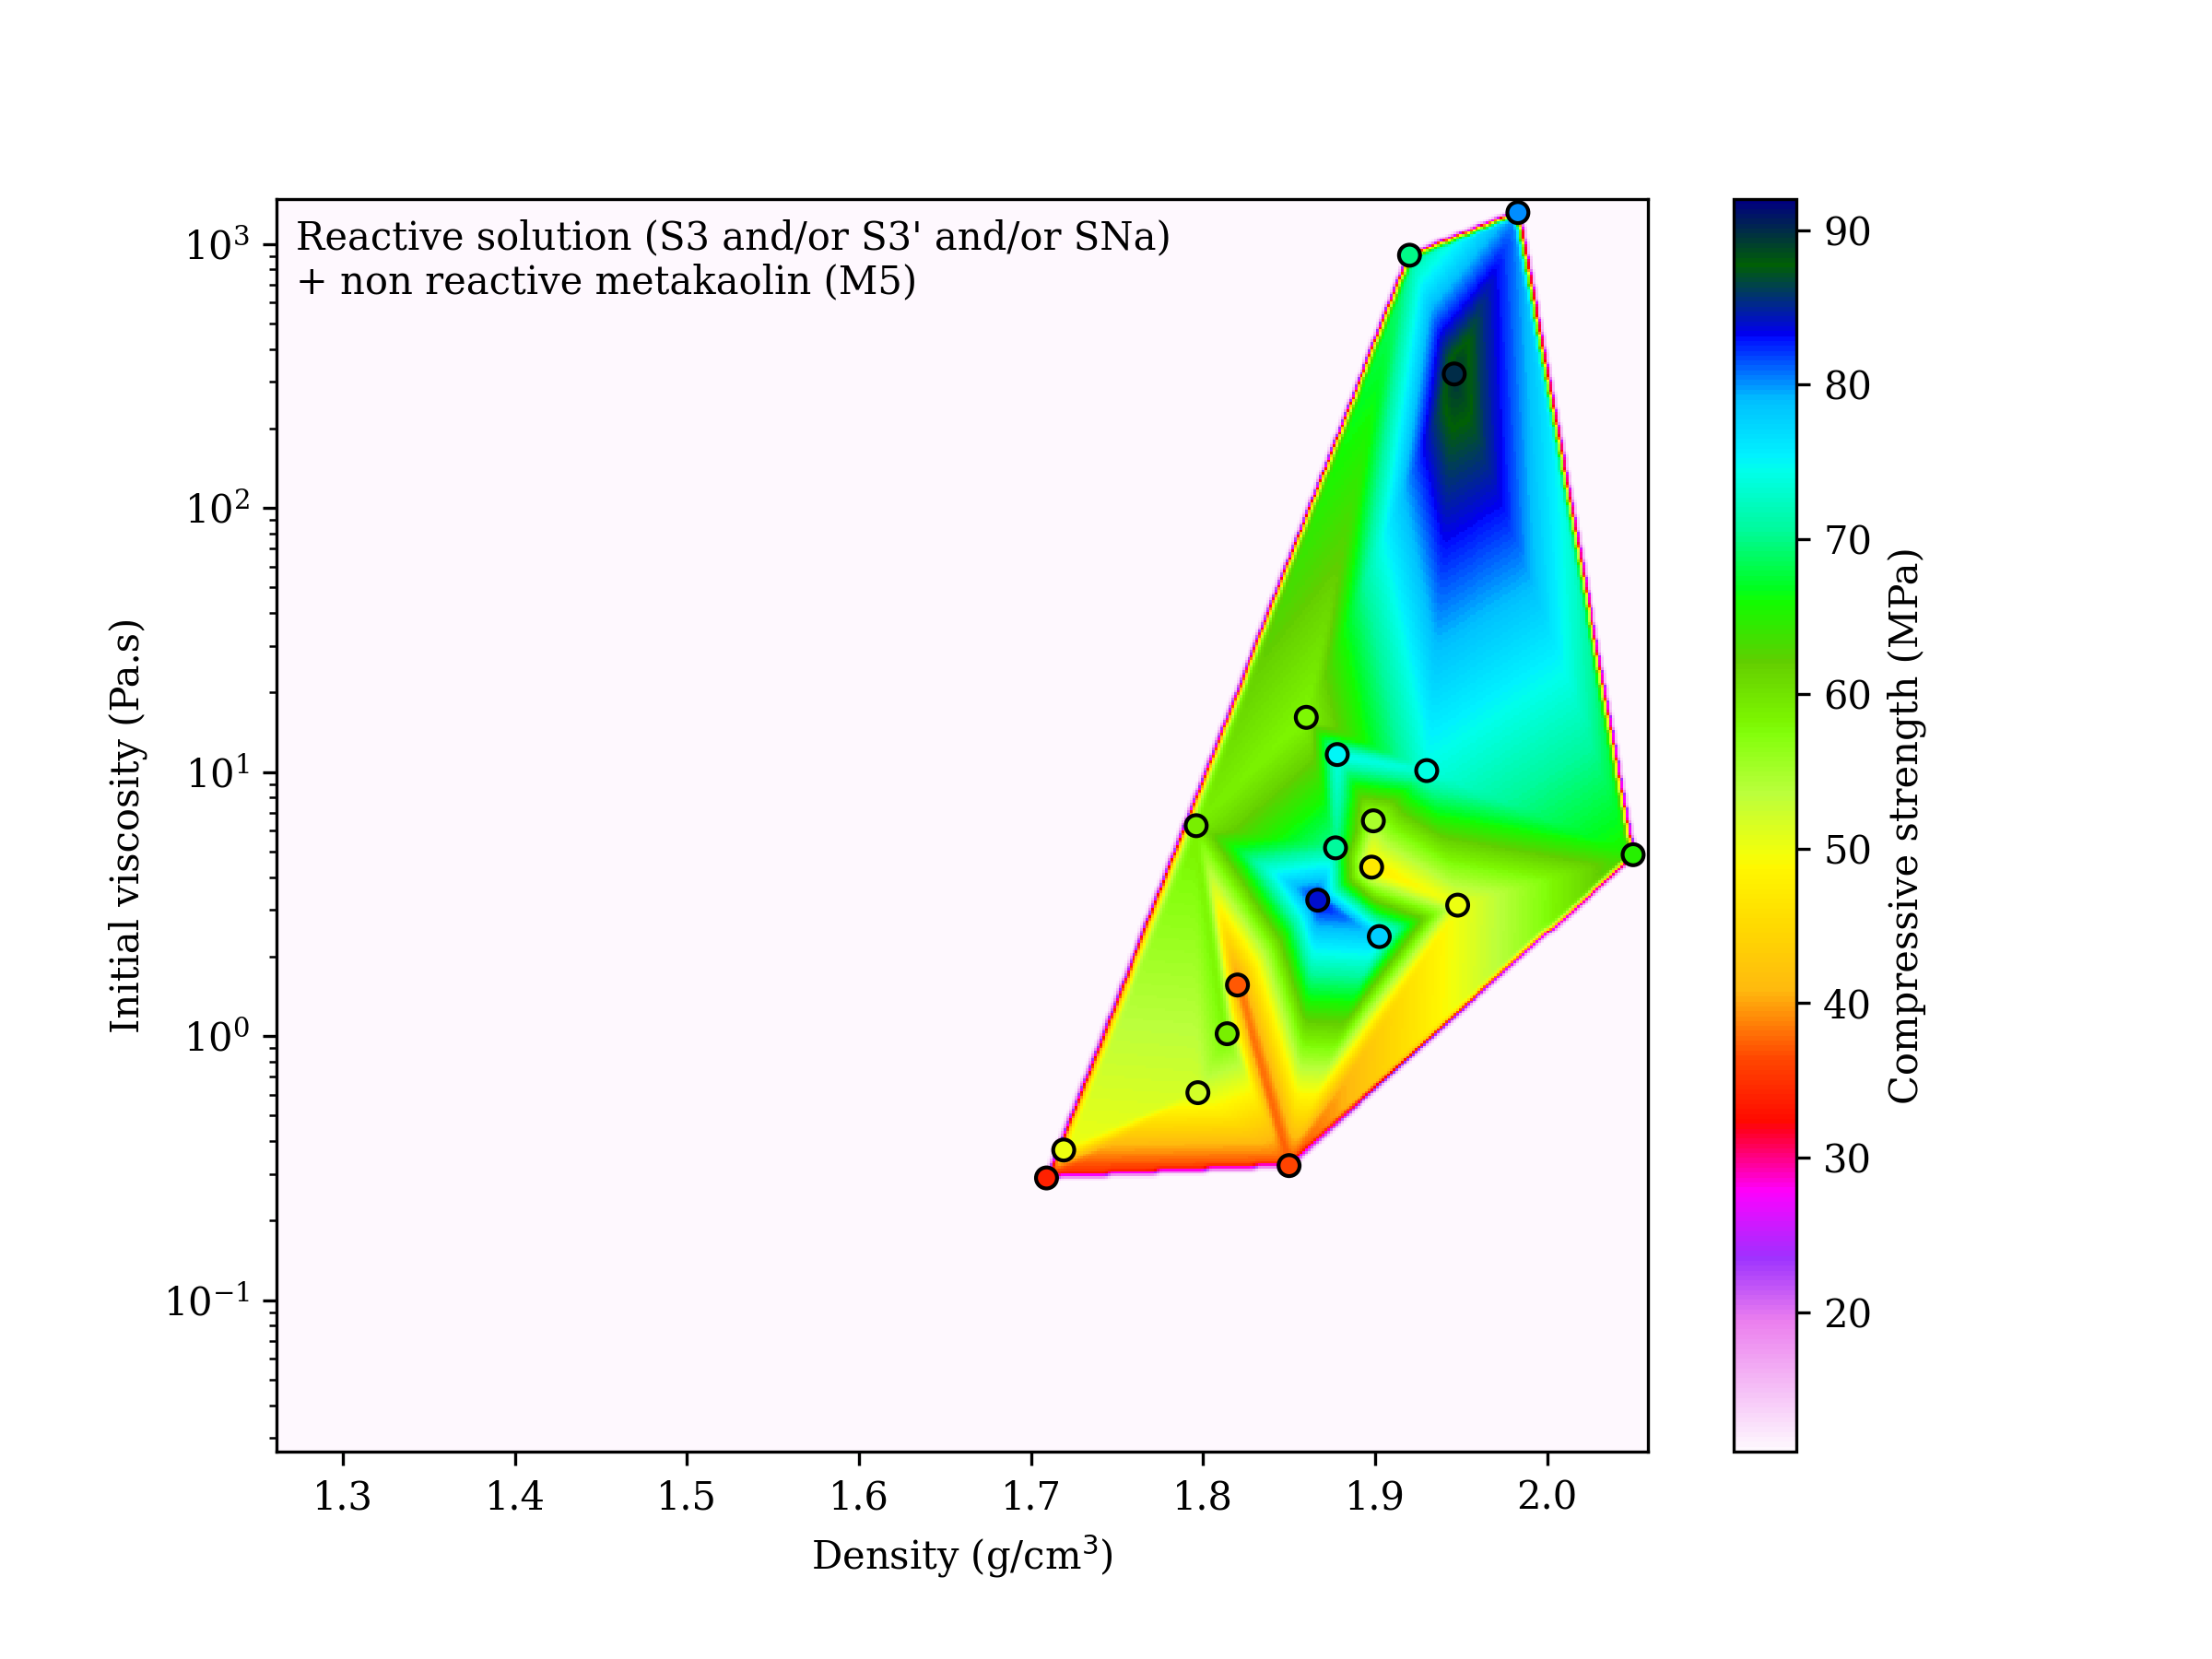 Reactive solution (S3 and/or S3' and/or SNa)
+ non reactive metakaolin (M5)
Initial viscosity (Pa.s)
10³
10²
10¹
10⁰
10⁻¹
1.3 1.4 1.5 1.6 1.7 1.8 1.9 2.0
Density (g/cm³)
90
80
70
60
50
40
30
20
Compressive strength (MPa)